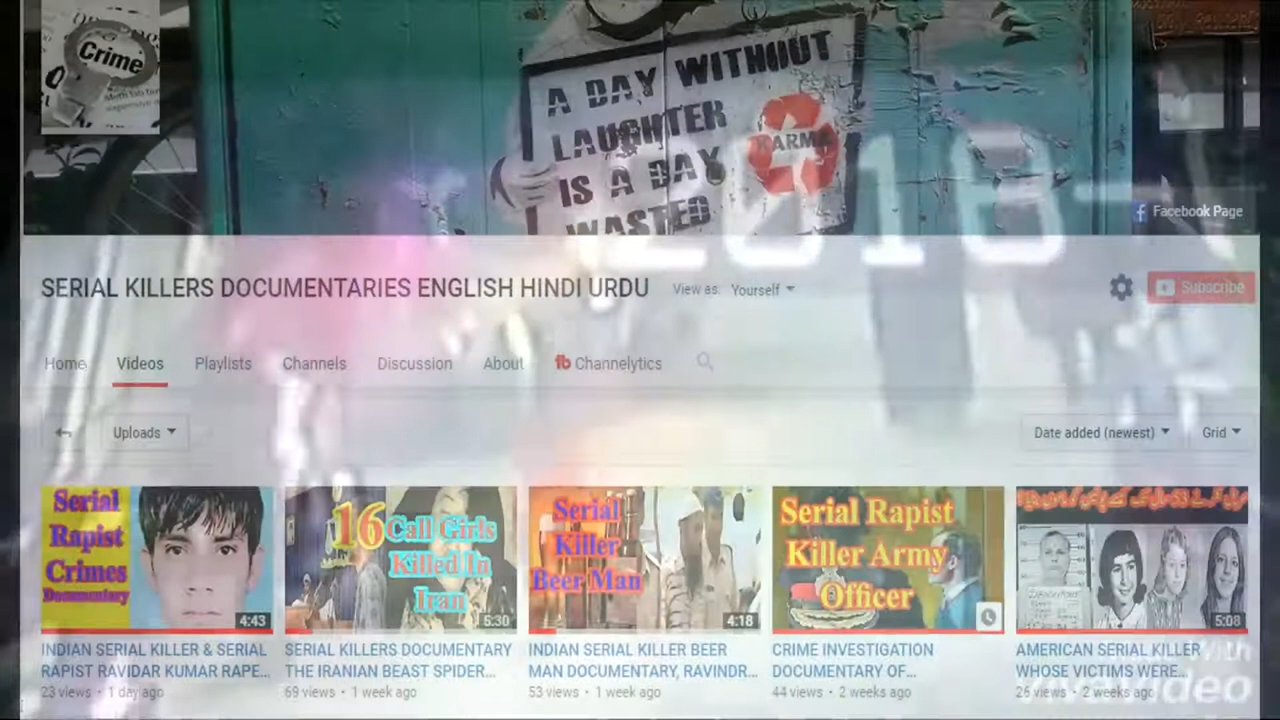 Crime
A DAY WITHOUT
LAUGHTER
IS A DAY
WASTED
KARMA
2018
Facebook Page
SERIAL KILLERS DOCUMENTARIES ENGLISH HINDI URDU
View as: Yourself
Subscribe
Home Videos Playlists Channels Discussion About Channelytics
Uploads
Date added (newest) Grid
Serial
Rapist
Crimes
Documentary
4:43
16 Call Girls
Killed In
Iran
5:30
Serial
Killer
Beer Man
4:18
Serial Rapist
Killer Army
Officer
5:08
INDIAN SERIAL KILLER & SERIAL
RAPIST RAVIDAR KUMAR RAPE...
23 views • 1 day ago
SERIAL KILLERS DOCUMENTARY
THE IRANIAN BEAST SPIDER...
69 views • 1 week ago
INDIAN SERIAL KILLER BEER
MAN DOCUMENTARY, RAVINDR...
53 views • 1 week ago
CRIME INVESTIGATION
DOCUMENTARY OF...
44 views • 2 weeks ago
AMERICAN SERIAL KILLER
WHOSE VICTIMS WERE...
26 views • 2 weeks ago
Made With
VivaVideo